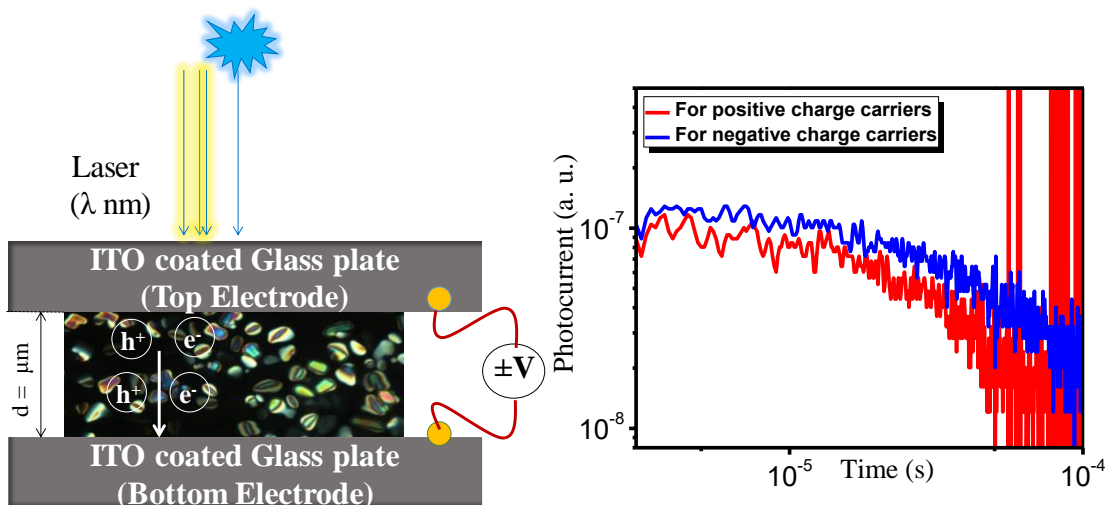 Laser
(λ nm)
ITO coated Glass plate
(Top Electrode)
h⁺
e⁻
h⁺
e⁻
d = μm
±V
ITO coated Glass plate
(Bottom Electrode)
For positive charge carriers
For negative charge carriers
Photocurrent (a. u.)
10⁻⁷
10⁻⁸
10⁻⁵
Time (s)
10⁻⁴